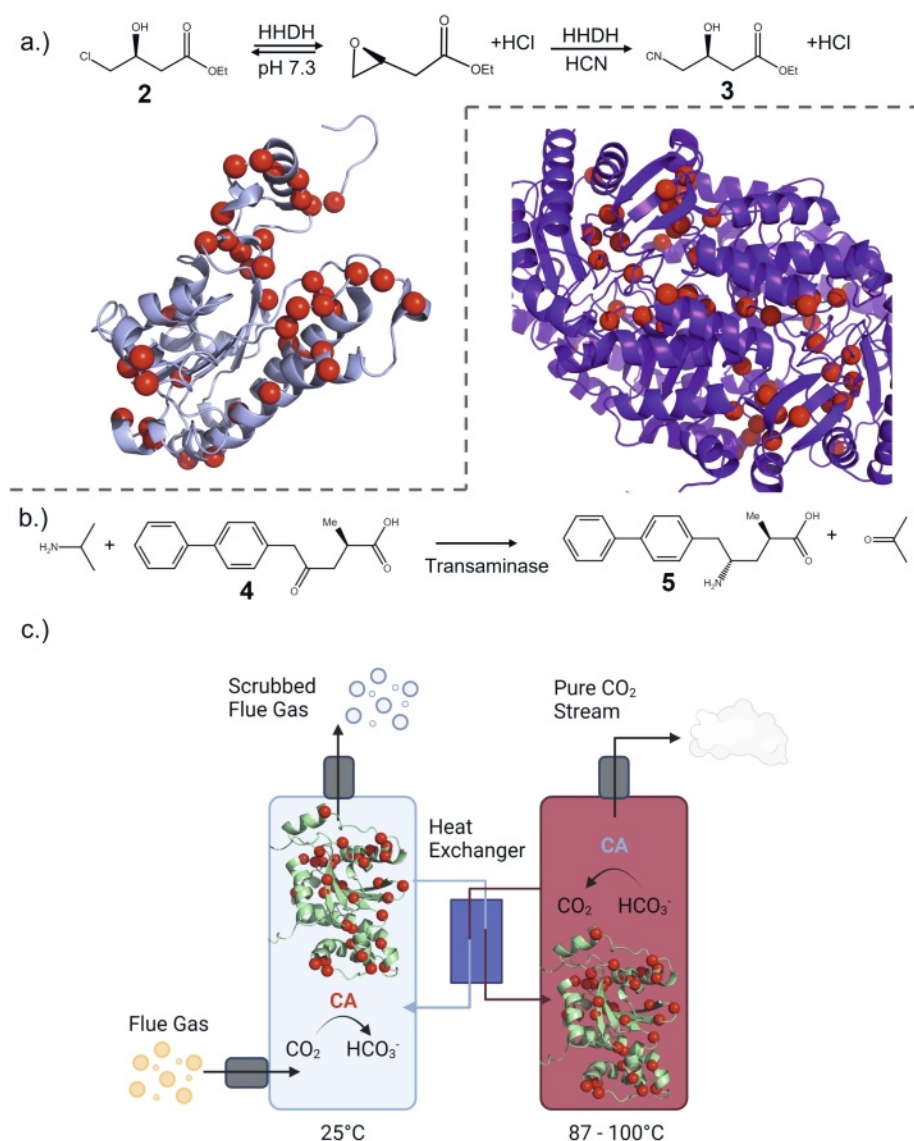 a.)
OH
O
Cl
OEt
2
HHDH
pH 7.3
O
O
OEt
+HCl
HHDH
HCN
OH
O
CN
OEt
3
+HCl
b.)
H₂N
+
O
Me
OH
O
4
Transaminase
Me
OH
O
H₂N
5
+
O
c.)
Scrubbed
Flue Gas
Pure CO₂
Stream
Heat
Exchanger
CA
CO₂ HCO₃⁻
CA
Flue Gas
CO₂ HCO₃⁻
25°C
87 - 100°C